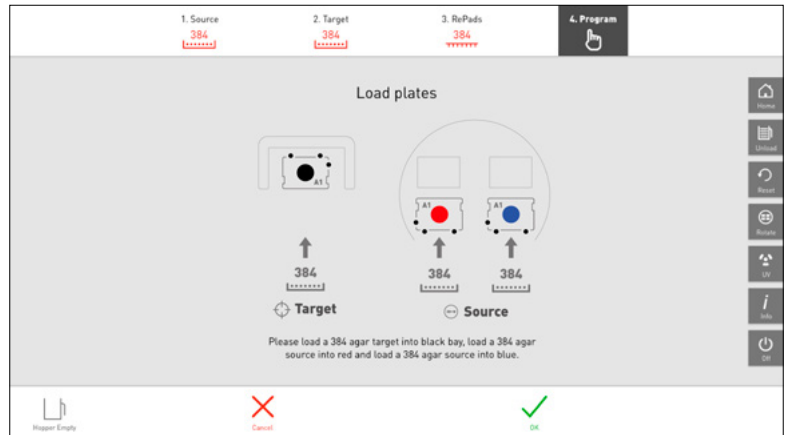 1. Source
2. Target
3. RePads
4. Program
384
384
384
Load plates
Home
Unload
Reset
Rotate
UV
Info
Off
A1
A1
A1
384
384
384
Target
Source
Please load a 384 agar target into black bay, load a 384 agar
source into red and load a 384 agar source into blue.
Hopper Empty
Cancel
OK